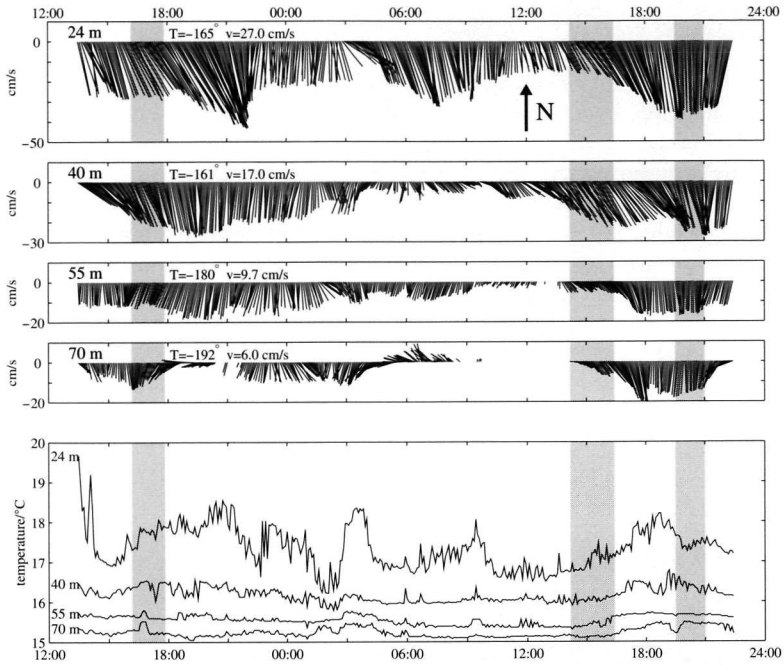 12:00 18:00 00:00 06:00 12:00 18:00 24:00
24 m T=−165° v=27.0 cm/s
0
cm/s
N
−50
40 m T=−161° v=17.0 cm/s
0
cm/s
−30
55 m T=−180° v=9.7 cm/s
0
cm/s
−20
70 m T=−192° v=6.0 cm/s
0
cm/s
−20
20
24 m
19
18
temperature/°C
17
40 m
16
55 m
70 m
15
12:00 18:00 00:00 06:00 12:00 18:00 24:00